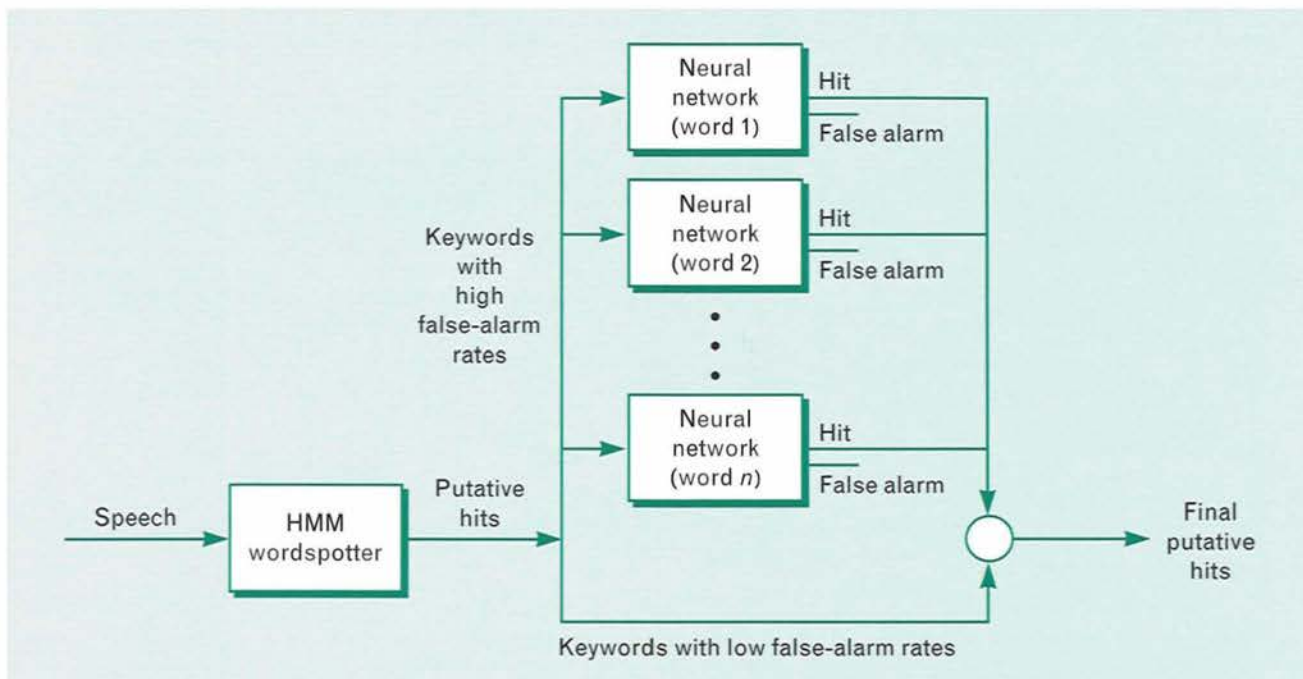 Neural
network
(word 1)
Hit
False alarm
Neural
network
(word 2)
Hit
False alarm
Keywords
with
high
false-alarm
rates
Neural
network
(word n)
Hit
False alarm
Speech
HMM
wordspotter
Putative
hits
Final
putative
hits
Keywords with low false-alarm rates